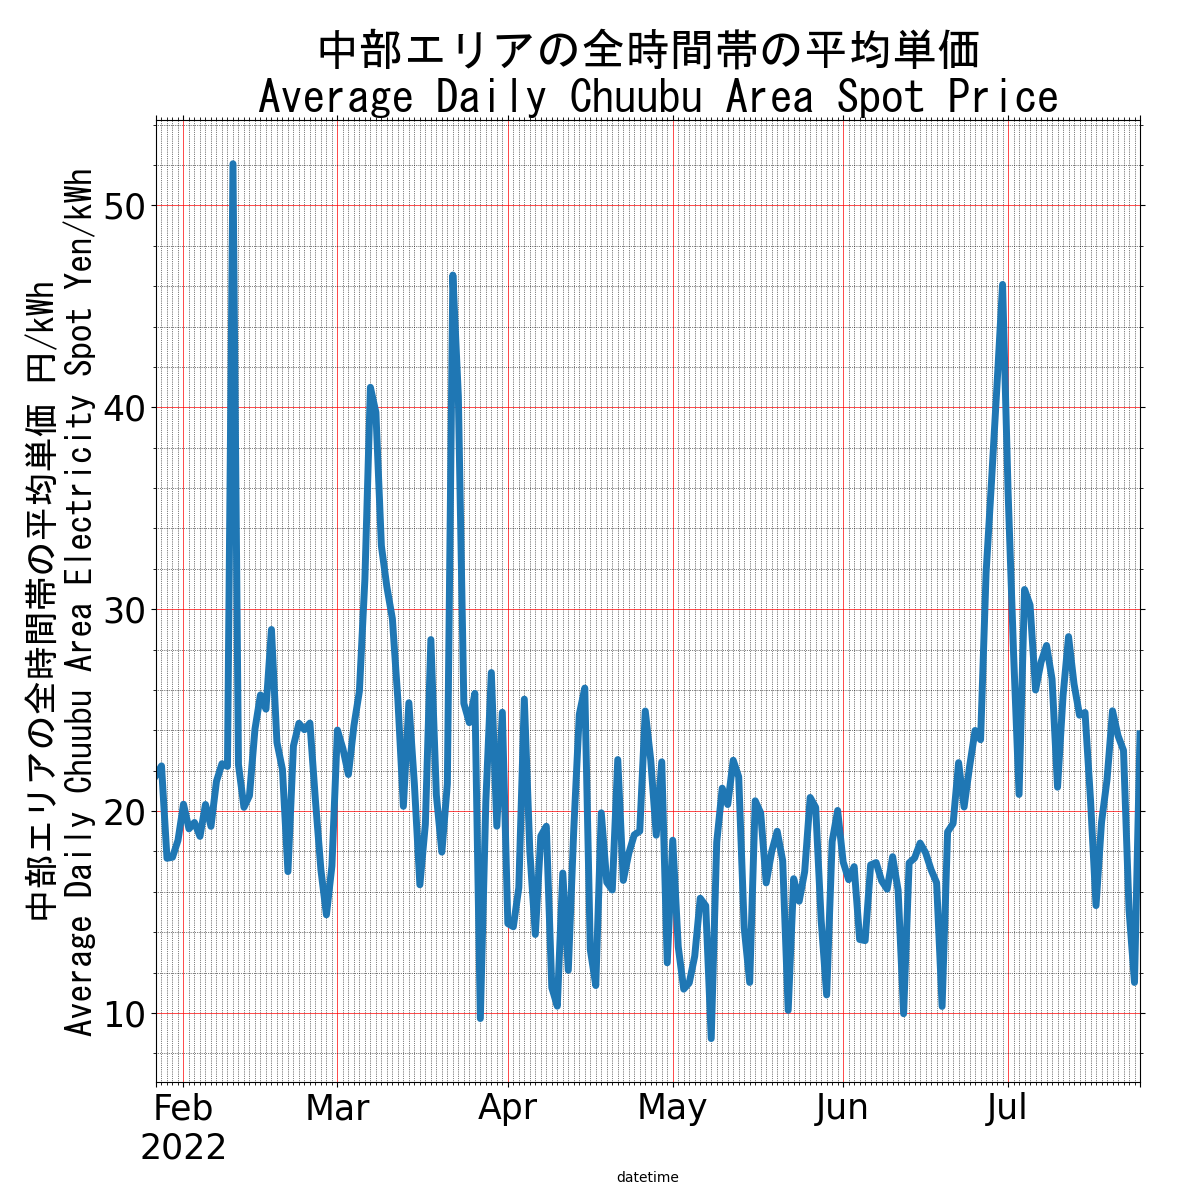 中部エリアの全時間帯の平均単価
Average Daily Chuubu Area Spot Price
中部エリアの全時間帯の平均単価 円/kWh
Average Daily Chuubu Area Electricity Spot Yen/kWh
50
40
30
20
10
Feb Mar Apr May Jun Jul
2022
datetime